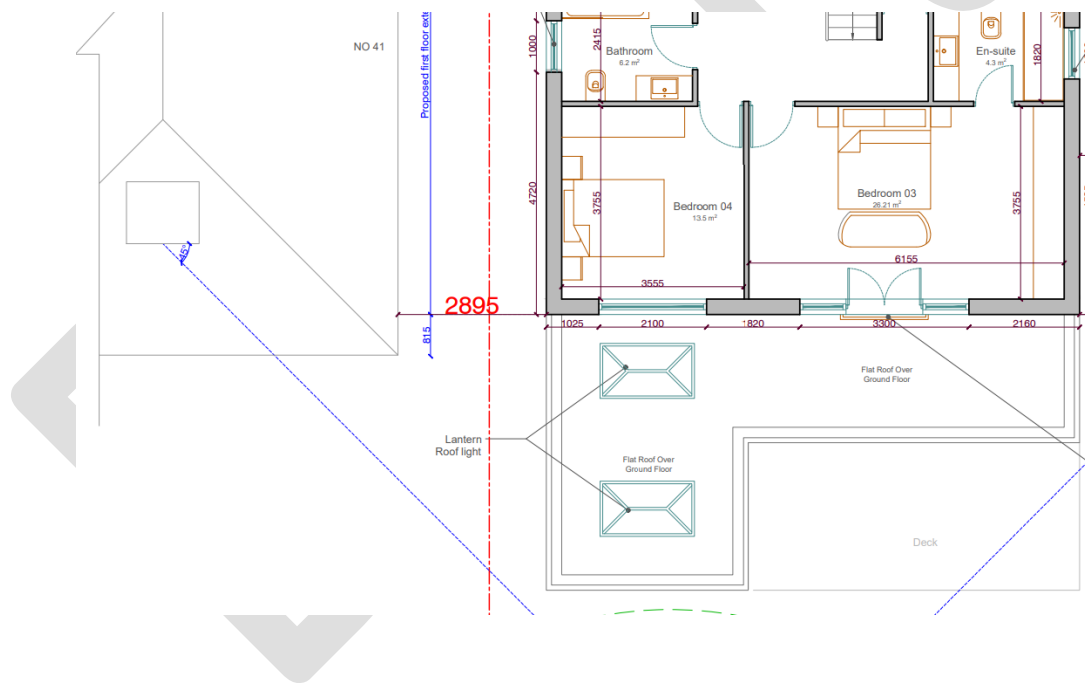 NO 41
Proposed first floor exte
1000
2415
Bathroom
6.2 m²
En-suite
4.3 m²
1820
4720
3755
Bedroom 04
13.5 m²
Bedroom 03
26.21 m²
3755
45°
6155
3555
2895
815
1025
2100
1820
3300
2160
Flat Roof Over
Ground Floor
Lantern
Roof light
Flat Roof Over
Ground Floor
Deck